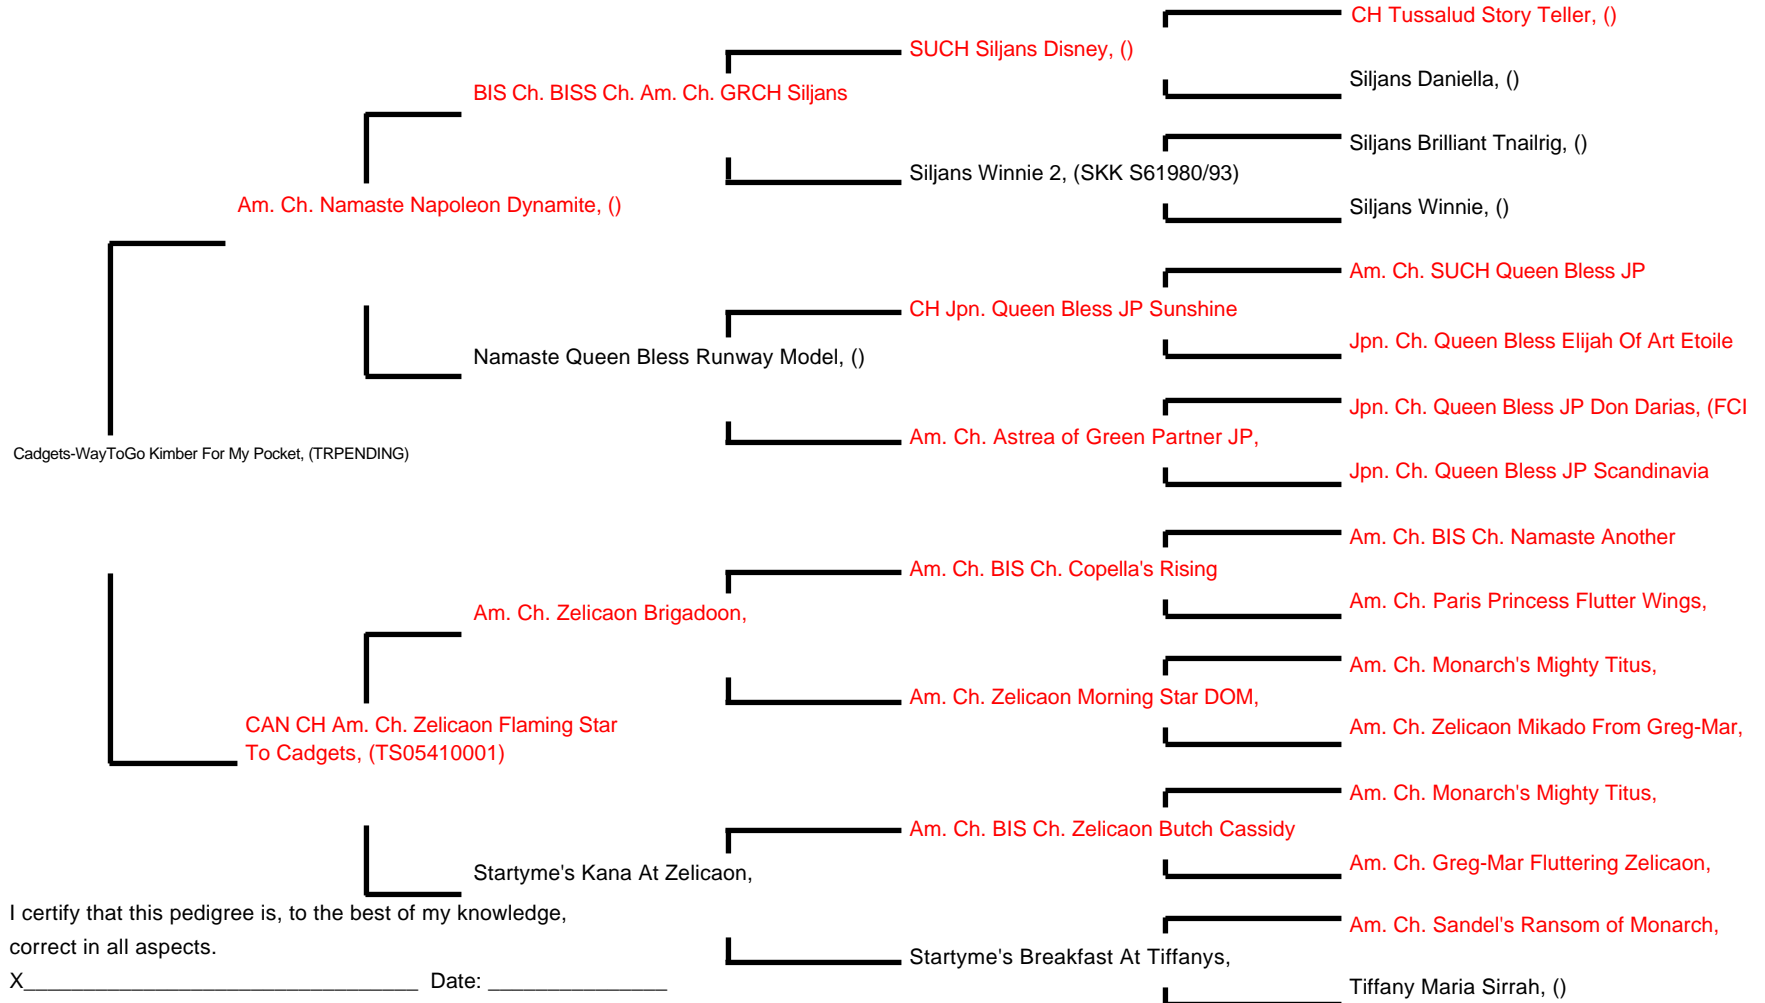 CH Tussalud Story Teller, ()
SUCH Siljans Disney, ()
Siljans Daniella, ()
BIS Ch. BISS Ch. Am. Ch. GRCH Siljans
Siljans Brilliant Tnailrig, ()
Siljans Winnie 2, (SKK S61980/93)
Siljans Winnie, ()
Am. Ch. Namaste Napoleon Dynamite, ()
Am. Ch. SUCH Queen Bless JP
CH Jpn. Queen Bless JP Sunshine
Jpn. Ch. Queen Bless Elijah Of Art Etoile
Namaste Queen Bless Runway Model, ()
Jpn. Ch. Queen Bless JP Don Darias, (FCI
Am. Ch. Astrea of Green Partner JP,
Jpn. Ch. Queen Bless JP Scandinavia
Cadgets-WayToGo Kimber For My Pocket, (TRPENDING)
Am. Ch. BIS Ch. Namaste Another
Am. Ch. BIS Ch. Copella's Rising
Am. Ch. Paris Princess Flutter Wings,
Am. Ch. Zelicaon Brigadoon,
Am. Ch. Monarch's Mighty Titus,
Am. Ch. Zelicaon Morning Star DOM,
Am. Ch. Zelicaon Mikado From Greg-Mar,
CAN CH Am. Ch. Zelicaon Flaming Star
To Cadgets, (TS05410001)
Am. Ch. Monarch's Mighty Titus,
Am. Ch. BIS Ch. Zelicaon Butch Cassidy
Am. Ch. Greg-Mar Fluttering Zelicaon,
Startyme's Kana At Zelicaon,
Am. Ch. Sandel's Ransom of Monarch,
Startyme's Breakfast At Tiffanys,
Tiffany Maria Sirrah, ()
I certify that this pedigree is, to the best of my knowledge,
correct in all aspects.
X_________________________________ Date: _______________